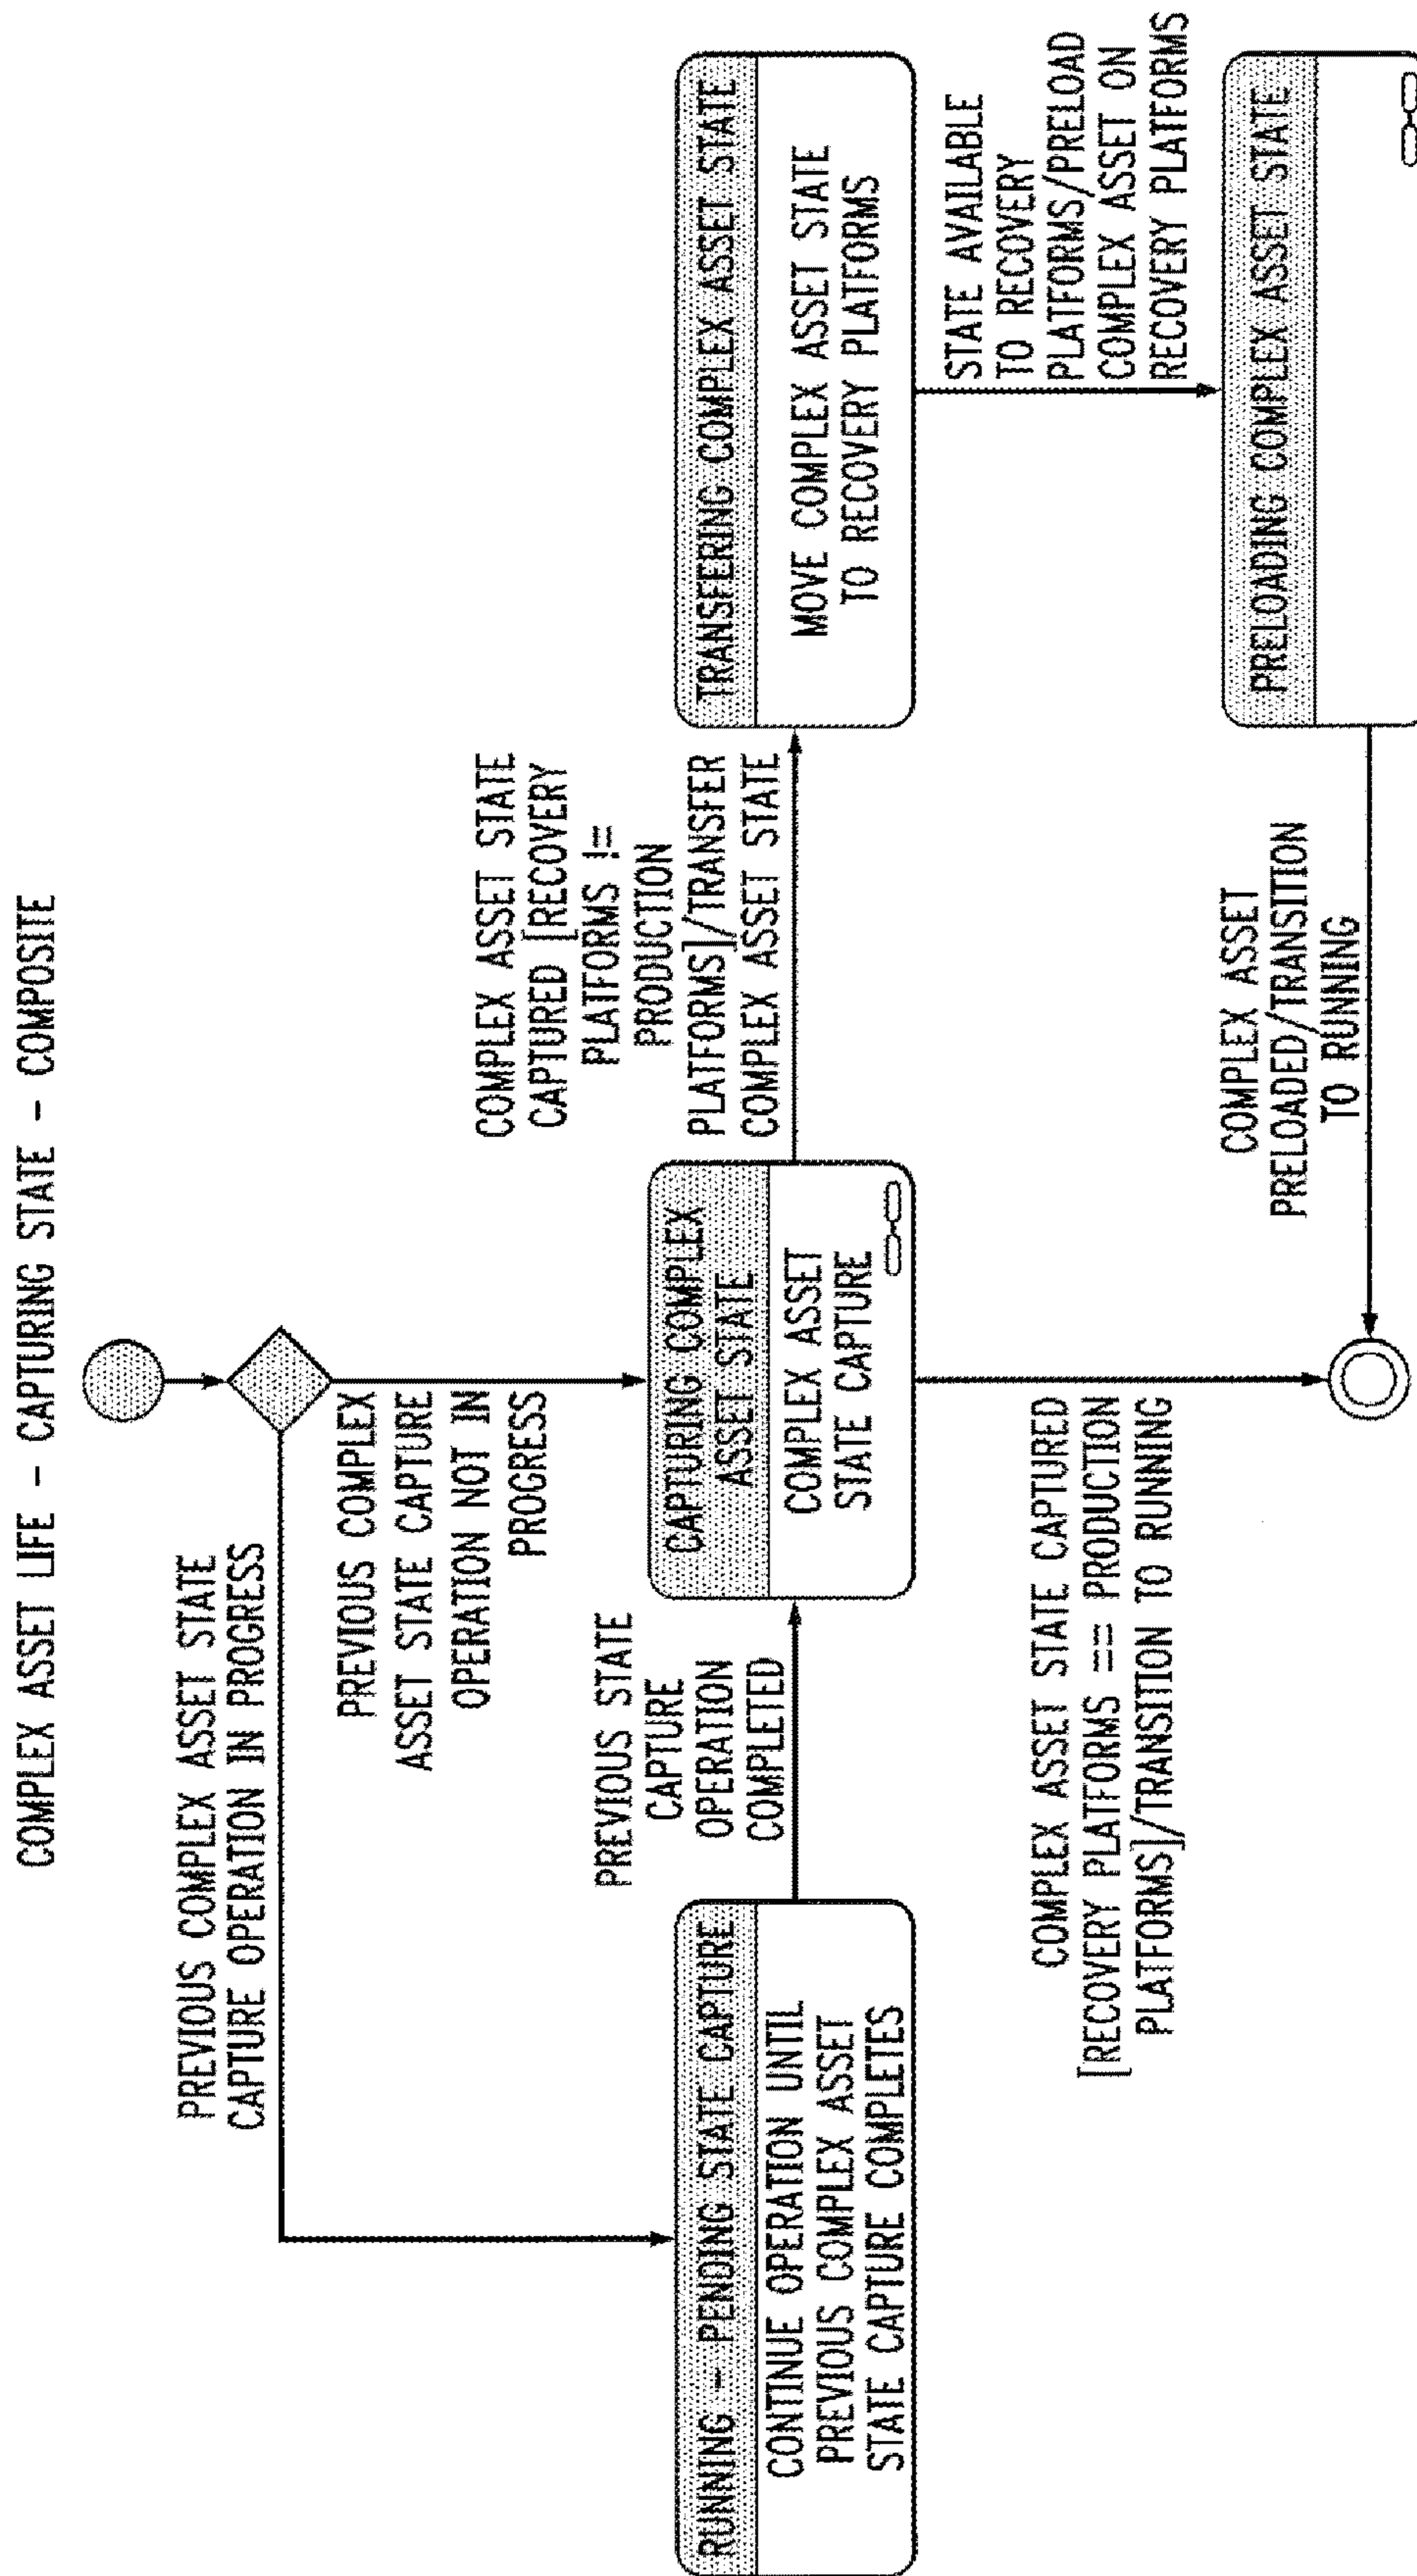 COMPLEX ASSET LIFE - CAPTURING STATE - COMPOSITE
PREVIOUS COMPLEX ASSET STATE
CAPTURE OPERATION IN PROGRESS
PREVIOUS COMPLEX
ASSET STATE CAPTURE
OPERATION NOT IN
PROGRESS
RUNNING - PENDING STATE CAPTURE
CONTINUE OPERATION UNTIL
PREVIOUS COMPLEX ASSET
STATE CAPTURE COMPLETES
PREVIOUS STATE
CAPTURE
OPERATION
COMPLETED
CAPTURING COMPLEX
ASSET STATE
COMPLEX ASSET
STATE CAPTURE
COMPLEX ASSET STATE
CAPTURED [RECOVERY
PLATFORMS !=
PRODUCTION
PLATFORMS]/TRANSFER
COMPLEX ASSET STATE
TRANSFERING COMPLEX ASSET STATE
MOVE COMPLEX ASSET STATE
TO RECOVERY PLATFORMS
COMPLEX ASSET STATE CAPTURED
[RECOVERY PLATFORMS == PRODUCTION
PLATFORMS]/TRANSITION TO RUNNING
STATE AVAILABLE
TO RECOVERY
PLATFORMS/PRELOAD
COMPLEX ASSET ON
RECOVERY PLATFORMS
COMPLEX ASSET
PRELOADED/TRANSITION
TO RUNNING
PRELOADING COMPLEX ASSET STATE